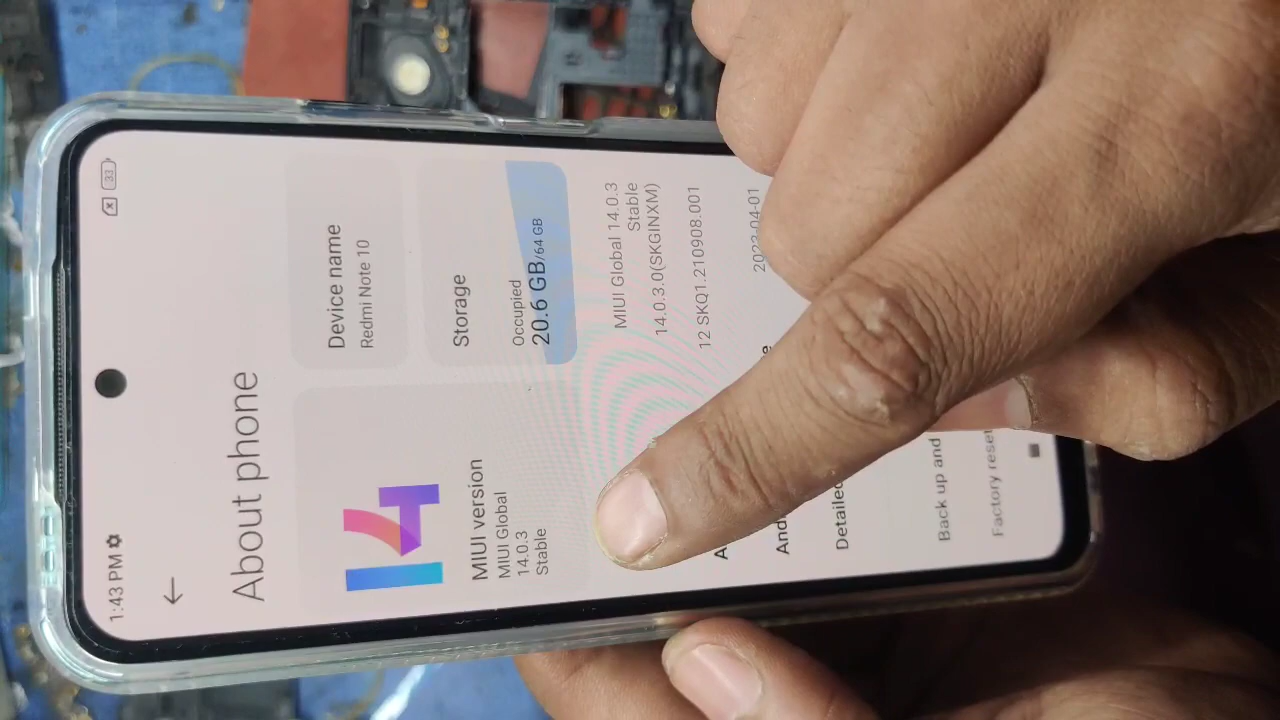 1:43 PM
33
About phone
14
MIUI version
MIUI Global
14.0.3
Stable
Device name
Redmi Note 10
Storage
Occupied
20.6 GB/64 GB
MIUI Global 14.0.3
Stable
14.0.3.0(SKGINXM)
12 SKQ1.210908.001
Back up and
Factory reset